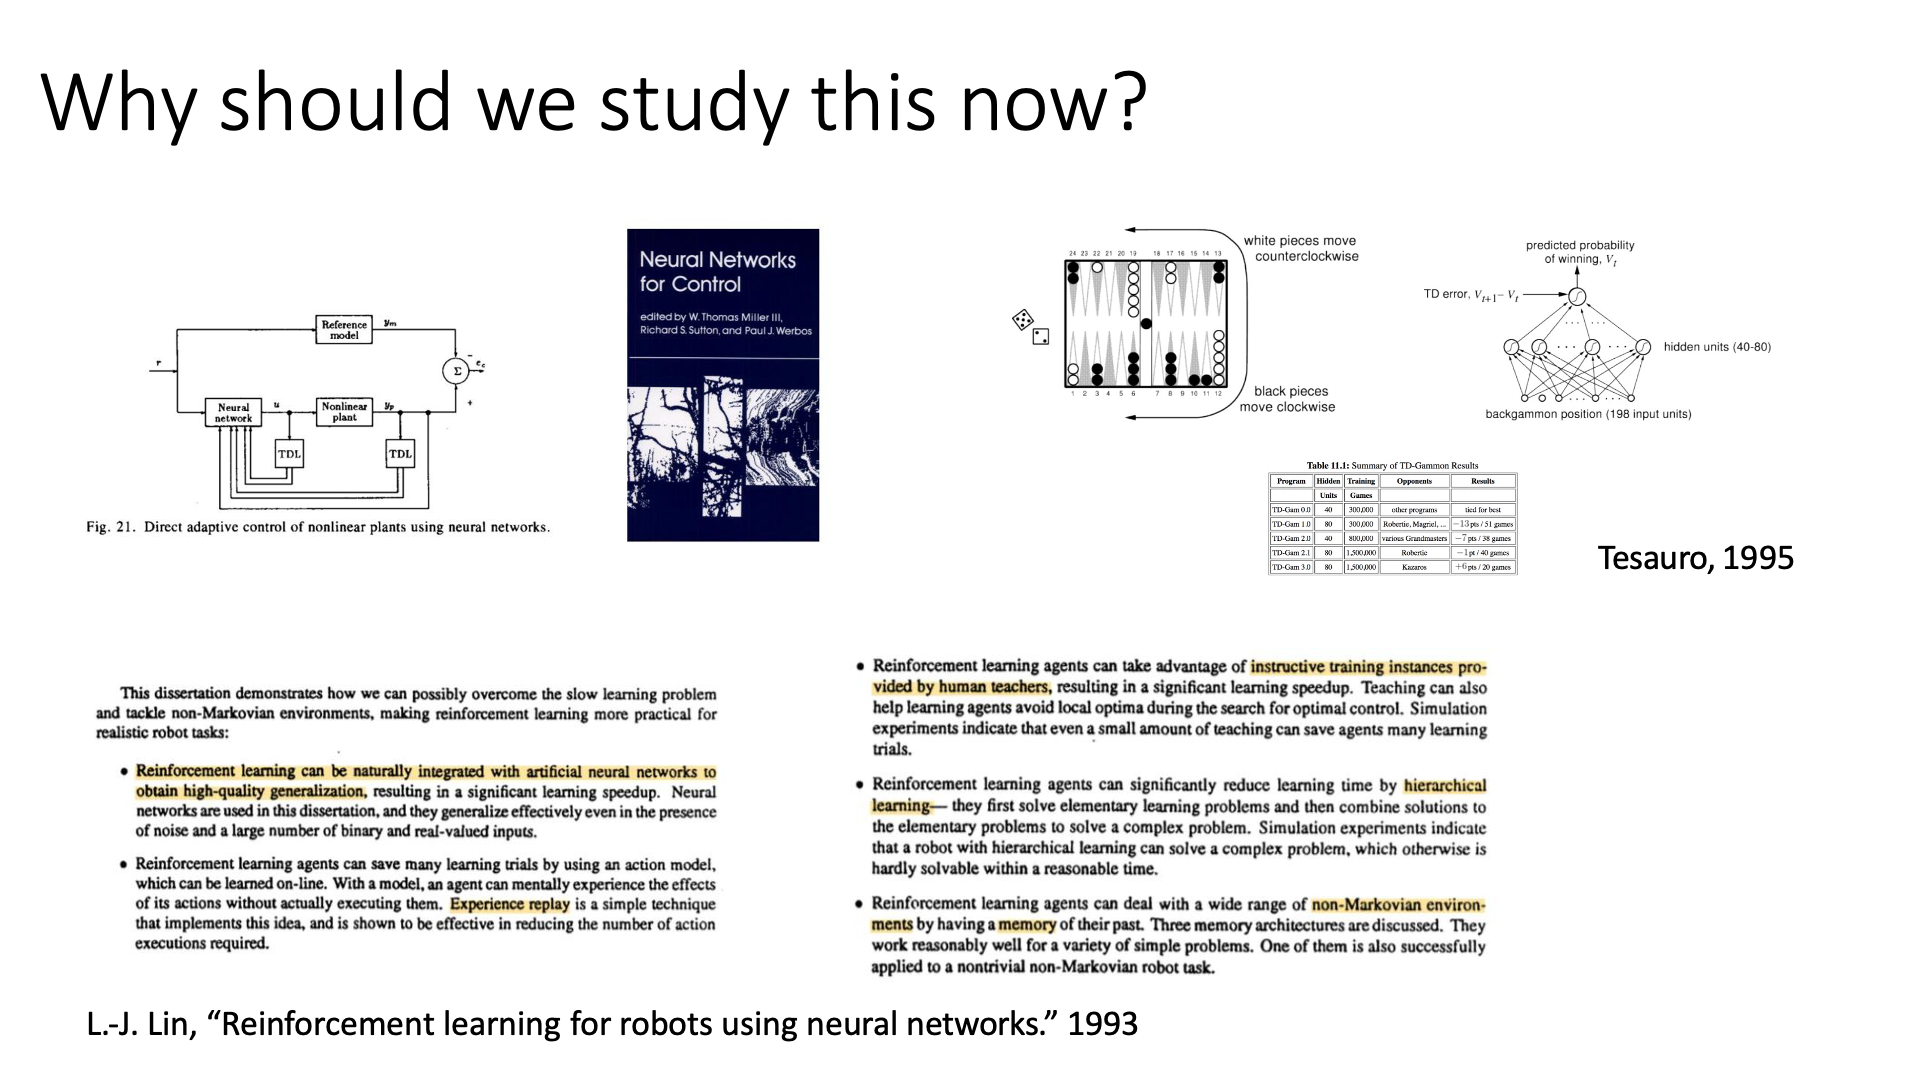 Why should we study this now?
Reference
model
ym
r
Σ
−
ec
+
Neural
network
u
Nonlinear
plant
yp
TDL
TDL
Fig. 21. Direct adaptive control of nonlinear plants using neural networks.
Neural Networks
for Control
edited by W. Thomas Miller III,
Richard S. Sutton, and Paul J. Werbos
24 23 22 21 20 19 18 17 16 15 14 13
white pieces move
counterclockwise
1 2 3 4 5 6 7 8 9 10 11 12
black pieces
move clockwise
predicted probability
of winning, Vt
TD error, Vt+1 − Vt
hidden units (40-80)
backgammon position (198 input units)
Table 11.1: Summary of TD-Gammon Results
Program Hidden Training Opponents Results
Units Games
TD-Gam 0.0 40 300,000 other programs tied for best
TD-Gam 1.0 80 300,000 Robertie, Magriel, ... −13 pts / 51 games
TD-Gam 2.0 40 800,000 various Grandmasters −7 pts / 38 games
TD-Gam 2.1 80 1,500,000 Robertie −1 pt / 40 games
TD-Gam 3.0 80 1,500,000 Kazaros +6 pts / 20 games
Tesauro, 1995
This dissertation demonstrates how we can possibly overcome the slow learning problem
and tackle non-Markovian environments, making reinforcement learning more practical for
realistic robot tasks:
• Reinforcement learning can be naturally integrated with artificial neural networks to
obtain high-quality generalization, resulting in a significant learning speedup. Neural
networks are used in this dissertation, and they generalize effectively even in the presence
of noise and a large number of binary and real-valued inputs.
• Reinforcement learning agents can save many learning trials by using an action model,
which can be learned on-line. With a model, an agent can mentally experience the effects
of its actions without actually executing them. Experience replay is a simple technique
that implements this idea, and is shown to be effective in reducing the number of action
executions required.
• Reinforcement learning agents can take advantage of instructive training instances pro-
vided by human teachers, resulting in a significant learning speedup. Teaching can also
help learning agents avoid local optima during the search for optimal control. Simulation
experiments indicate that even a small amount of teaching can save agents many learning
trials.
• Reinforcement learning agents can significantly reduce learning time by hierarchical
learning— they first solve elementary learning problems and then combine solutions to
the elementary problems to solve a complex problem. Simulation experiments indicate
that a robot with hierarchical learning can solve a complex problem, which otherwise is
hardly solvable within a reasonable time.
• Reinforcement learning agents can deal with a wide range of non-Markovian environ-
ments by having a memory of their past. Three memory architectures are discussed. They
work reasonably well for a variety of simple problems. One of them is also successfully
applied to a nontrivial non-Markovian robot task.
L.-J. Lin, “Reinforcement learning for robots using neural networks.” 1993